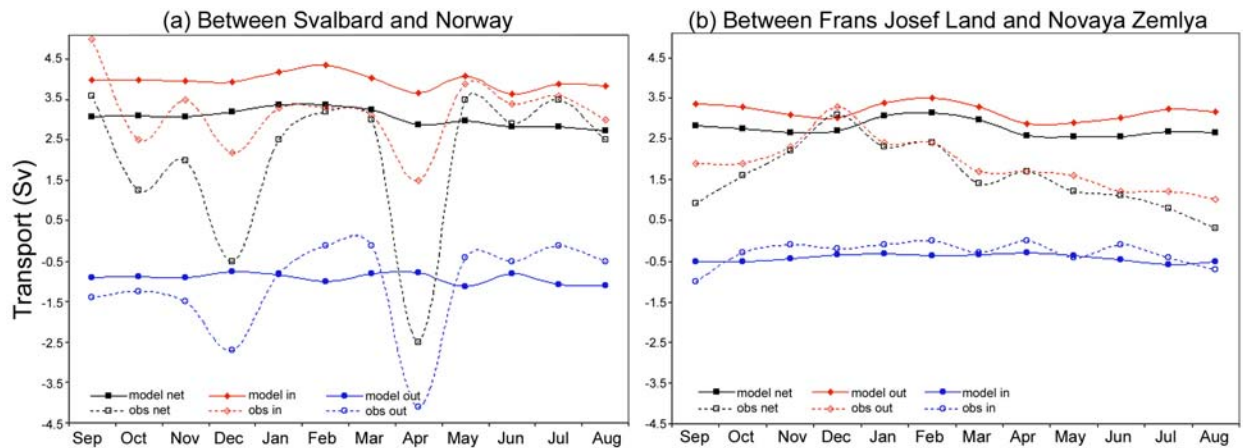 (a) Between Svalbard and Norway
(b) Between Frans Josef Land and Novaya Zemlya
Transport (Sv)
4.5
3.5
2.5
1.5
0.5
-0.5
-1.5
-2.5
-3.5
-4.5
model net model in model out
obs net obs in obs out
Sep Oct Nov Dec Jan Feb Mar Apr May Jun Jul Aug
4.5
3.5
2.5
1.5
0.5
-0.5
-1.5
-2.5
-3.5
-4.5
model net model out model in
obs net obs out obs in
Sep Oct Nov Dec Jan Feb Mar Apr May Jun Jul Aug